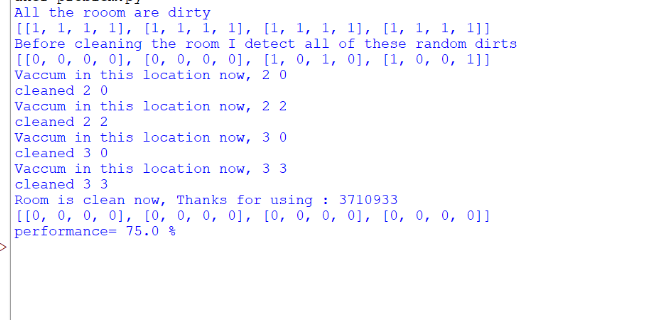 All the rooom are dirty
[[1, 1, 1, 1], [1, 1, 1, 1], [1, 1, 1, 1], [1, 1, 1, 1]]
Before cleaning the room I detect all of these random dirts
[[0, 0, 0, 0], [0, 0, 0, 0], [1, 0, 1, 0], [1, 0, 0, 1]]
Vaccum in this location now, 2 0
cleaned 2 0
Vaccum in this location now, 2 2
cleaned 2 2
Vaccum in this location now, 3 0
cleaned 3 0
Vaccum in this location now, 3 3
cleaned 3 3
Room is clean now, Thanks for using : 3710933
[[0, 0, 0, 0], [0, 0, 0, 0], [0, 0, 0, 0], [0, 0, 0, 0]]
performance= 75.0 %
>